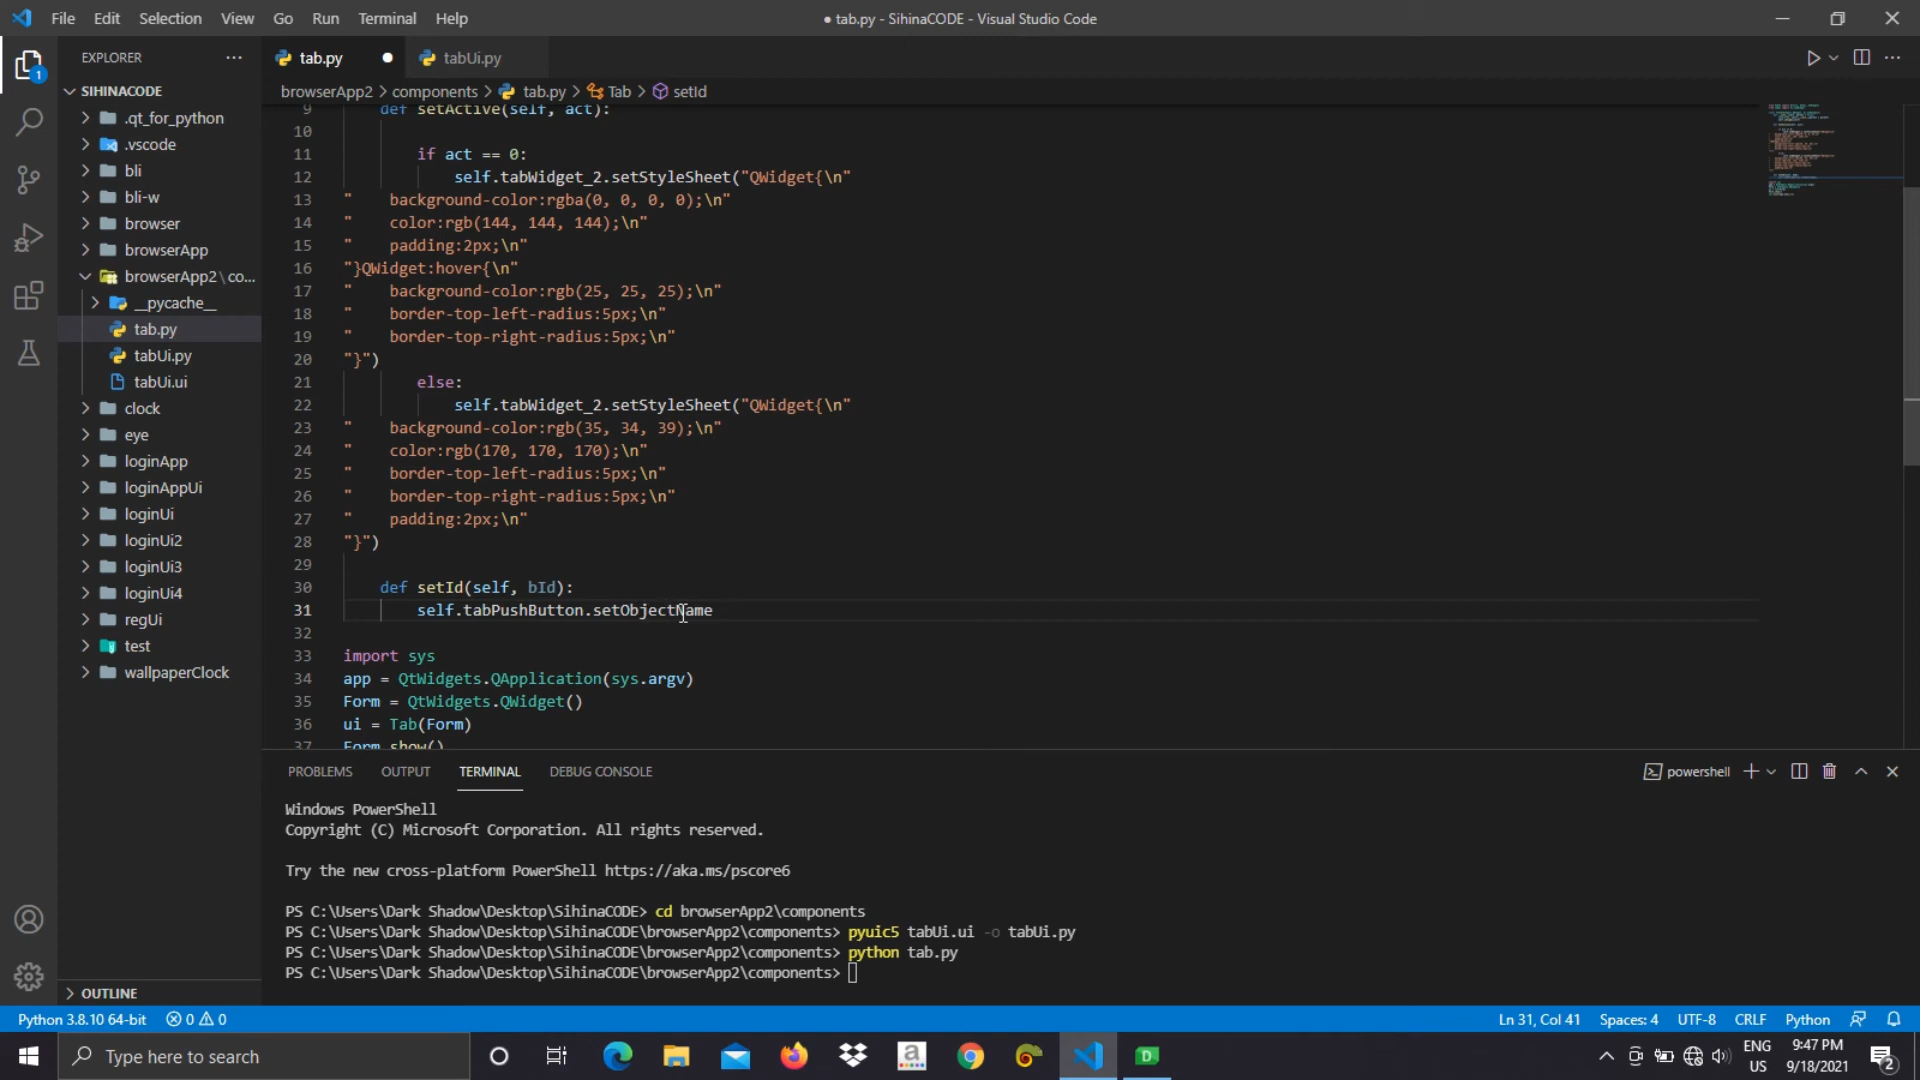 File Edit Selection View Go Run Terminal Help
● tab.py - SihinaCODE - Visual Studio Code
EXPLORER
SIHINACODE
.qt_for_python
.vscode
bli
bli-w
browser
browserApp
browserApp2\co...
__pycache__
tab.py
tabUi.py
tabUi.ui
clock
eye
loginApp
loginAppUi
loginUi
loginUi2
loginUi3
loginUi4
regUi
test
wallpaperClock
OUTLINE
tab.py ● tabUi.py
browserApp2 > components > tab.py > Tab > setId
9 def setActive(self, act):
10
11 if act == 0:
12 self.tabWidget_2.setStyleSheet("QWidget{\n"
13 " background-color:rgba(0, 0, 0, 0);\n"
14 " color:rgb(144, 144, 144);\n"
15 " padding:2px;\n"
16 "}QWidget:hover{\n"
17 " background-color:rgb(25, 25, 25);\n"
18 " border-top-left-radius:5px;\n"
19 " border-top-right-radius:5px;\n"
20 "}")
21 else:
22 self.tabWidget_2.setStyleSheet("QWidget{\n"
23 " background-color:rgb(35, 34, 39);\n"
24 " color:rgb(170, 170, 170);\n"
25 " border-top-left-radius:5px;\n"
26 " border-top-right-radius:5px;\n"
27 " padding:2px;\n"
28 "}")
29
30 def setId(self, bId):
31 self.tabPushButton.setObjectName
32
33 import sys
34 app = QtWidgets.QApplication(sys.argv)
35 Form = QtWidgets.QWidget()
36 ui = Tab(Form)
37 Form.show()
PROBLEMS OUTPUT TERMINAL DEBUG CONSOLE
powershell
Windows PowerShell
Copyright (C) Microsoft Corporation. All rights reserved.
Try the new cross-platform PowerShell https://aka.ms/pscore6
PS C:\Users\Dark Shadow\Desktop\SihinaCODE> cd browserApp2\components
PS C:\Users\Dark Shadow\Desktop\SihinaCODE\browserApp2\components> pyuic5 tabUi.ui -o tabUi.py
PS C:\Users\Dark Shadow\Desktop\SihinaCODE\browserApp2\components> python tab.py
PS C:\Users\Dark Shadow\Desktop\SihinaCODE\browserApp2\components>
Python 3.8.10 64-bit 0 0 Ln 31, Col 41 Spaces: 4 UTF-8 CRLF Python
Type here to search
ENG
US
9:47 PM
9/18/2021
2
1